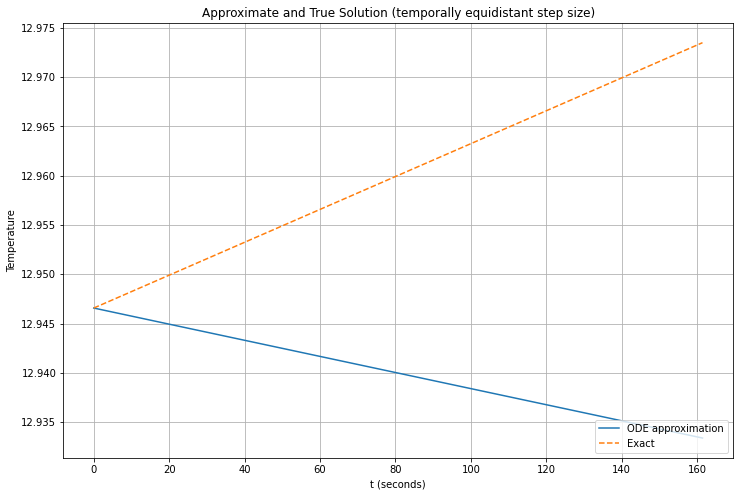 Approximate and True Solution (temporally equidistant step size)
12.975
12.970
12.965
12.960
12.955
12.950
12.945
12.940
12.935
Temperature
0 20 40 60 80 100 120 140 160
t (seconds)
ODE approximation
Exact